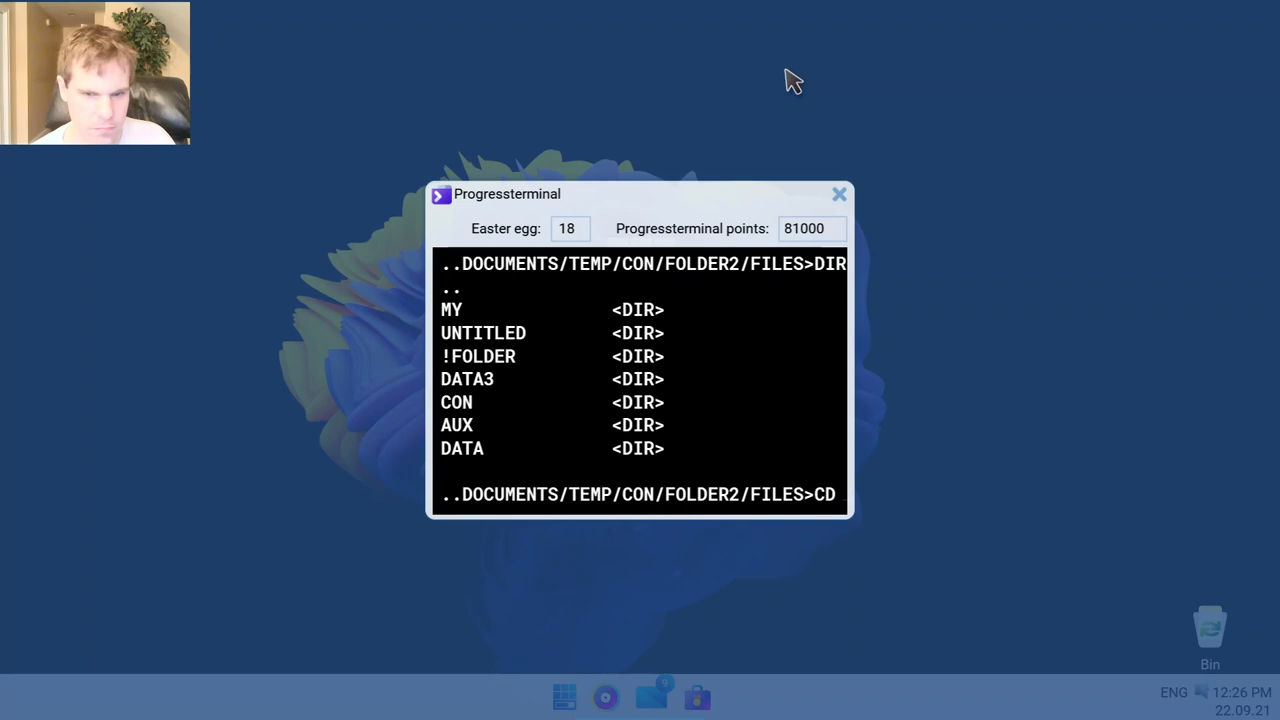 Progressterminal
Easter egg: 18 Progressterminal points: 81000
..DOCUMENTS/TEMP/CON/FOLDER2/FILES>DIR
..
MY <DIR>
UNTITLED <DIR>
!FOLDER <DIR>
DATA3 <DIR>
CON <DIR>
AUX <DIR>
DATA <DIR>
..DOCUMENTS/TEMP/CON/FOLDER2/FILES>CD
Bin
9
ENG 12:26 PM
22.09.21